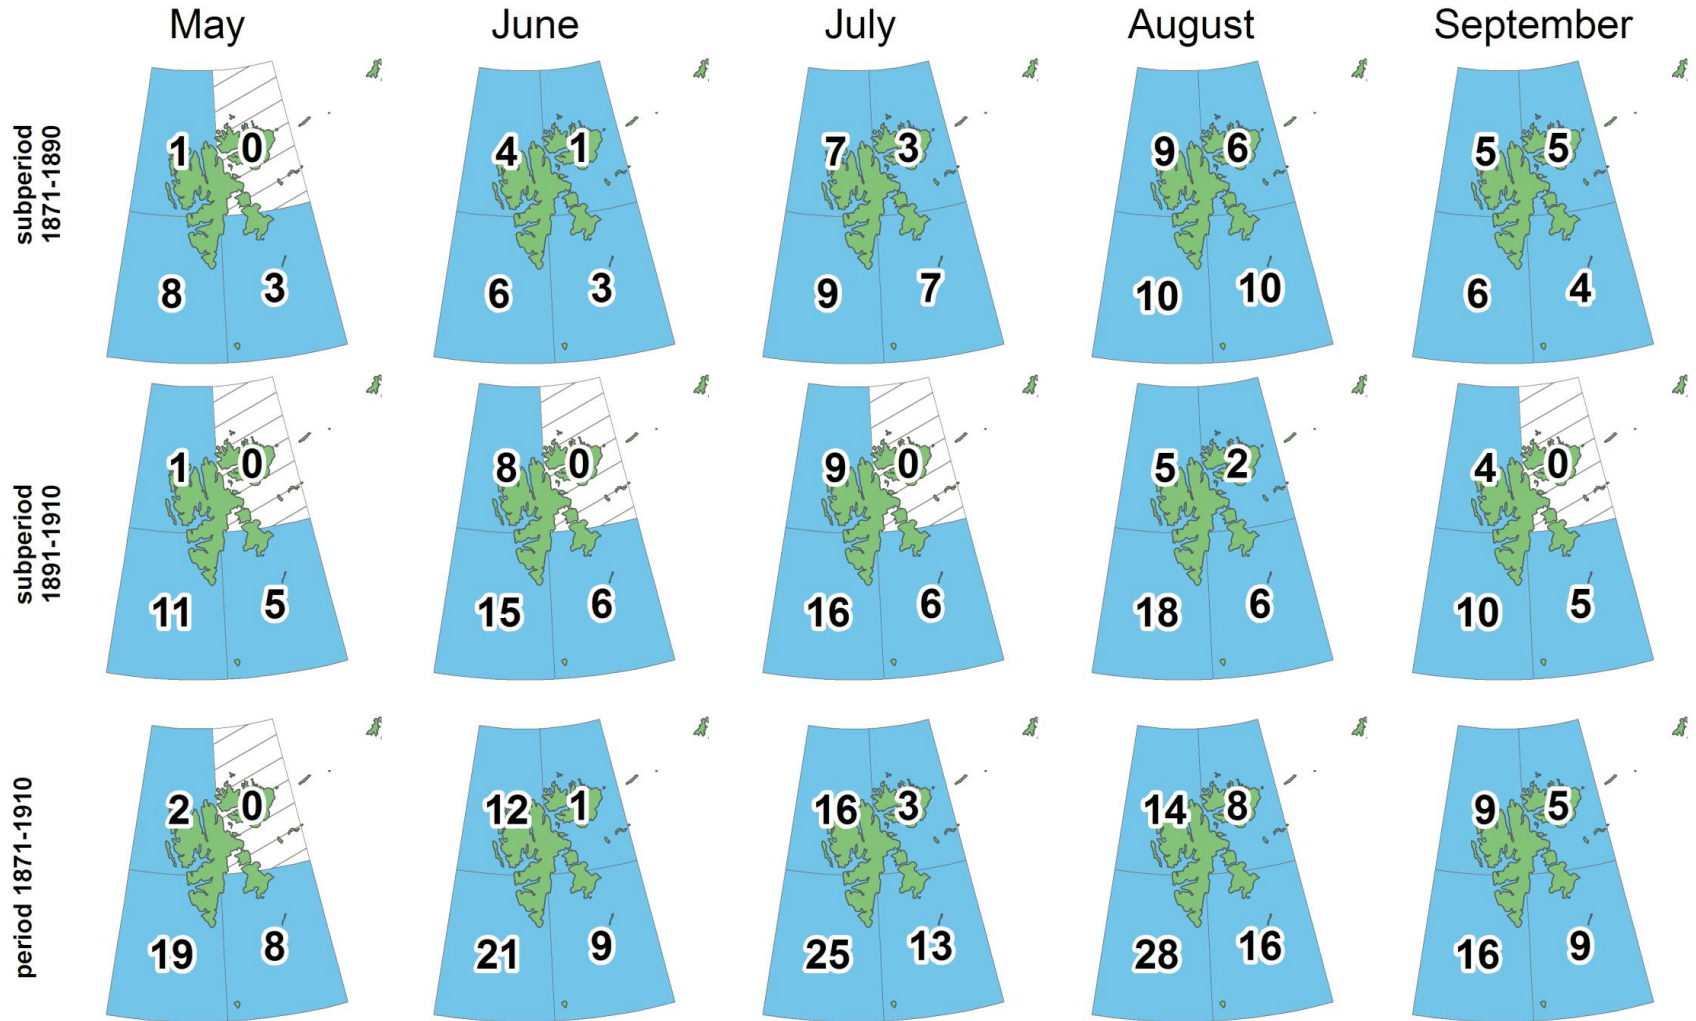 May June July August September
subperiod
1871-1890
1 0 4 1 7 3 9 6 5 5
8 3 6 3 9 7 10 10 6 4
subperiod
1891-1910
1 0 8 0 9 0 5 2 4 0
11 5 15 6 16 6 18 6 10 5
period 1871-1910
2 0 12 1 16 3 14 8 9 5
19 8 21 9 25 13 28 16 16 9